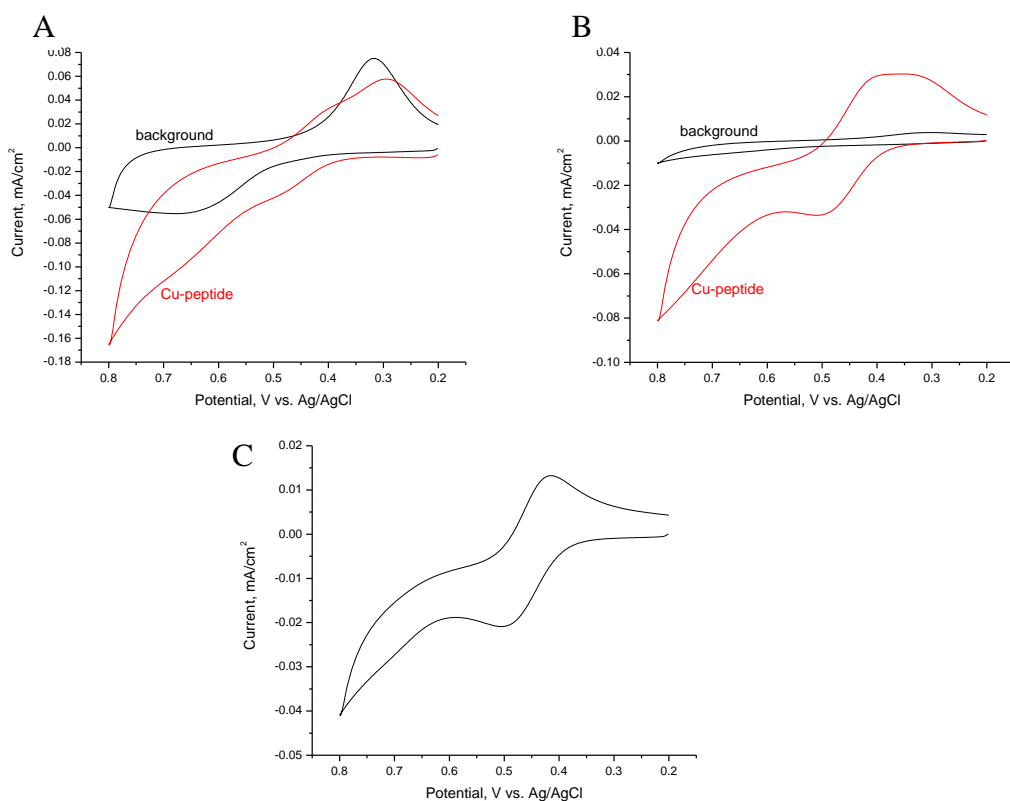 A
B
0.08
0.06
0.04
0.02
0.00
-0.02
-0.04
-0.06
-0.08
-0.10
-0.12
-0.14
-0.16
-0.18
Current, mA/cm2
background
Cu-peptide
0.8 0.7 0.6 0.5 0.4 0.3 0.2
Potential, V vs. Ag/AgCl
0.04
0.02
0.00
-0.02
-0.04
-0.06
-0.08
-0.10
Current, mA/cm2
background
Cu-peptide
0.8 0.7 0.6 0.5 0.4 0.3 0.2
Potential, V vs. Ag/AgCl
C
0.02
0.01
0.00
-0.01
-0.02
-0.03
-0.04
-0.05
Current, mA/cm2
0.8 0.7 0.6 0.5 0.4 0.3 0.2
Potential, V vs. Ag/AgCl